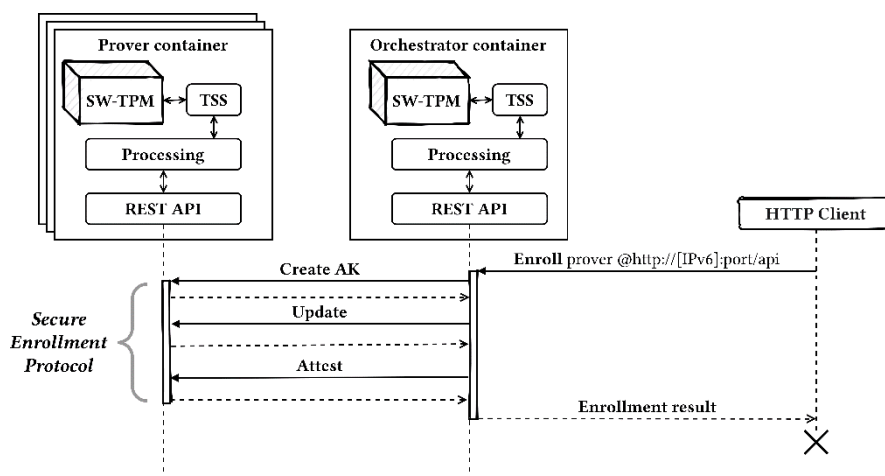 Prover container
SW-TPM
TSS
Processing
REST API
Orchestrator container
SW-TPM
TSS
Processing
REST API
HTTP Client
Enroll prover @http://[IPv6]:port/api
Create AK
Update
Attest
Secure
Enrollment
Protocol
Enrollment result